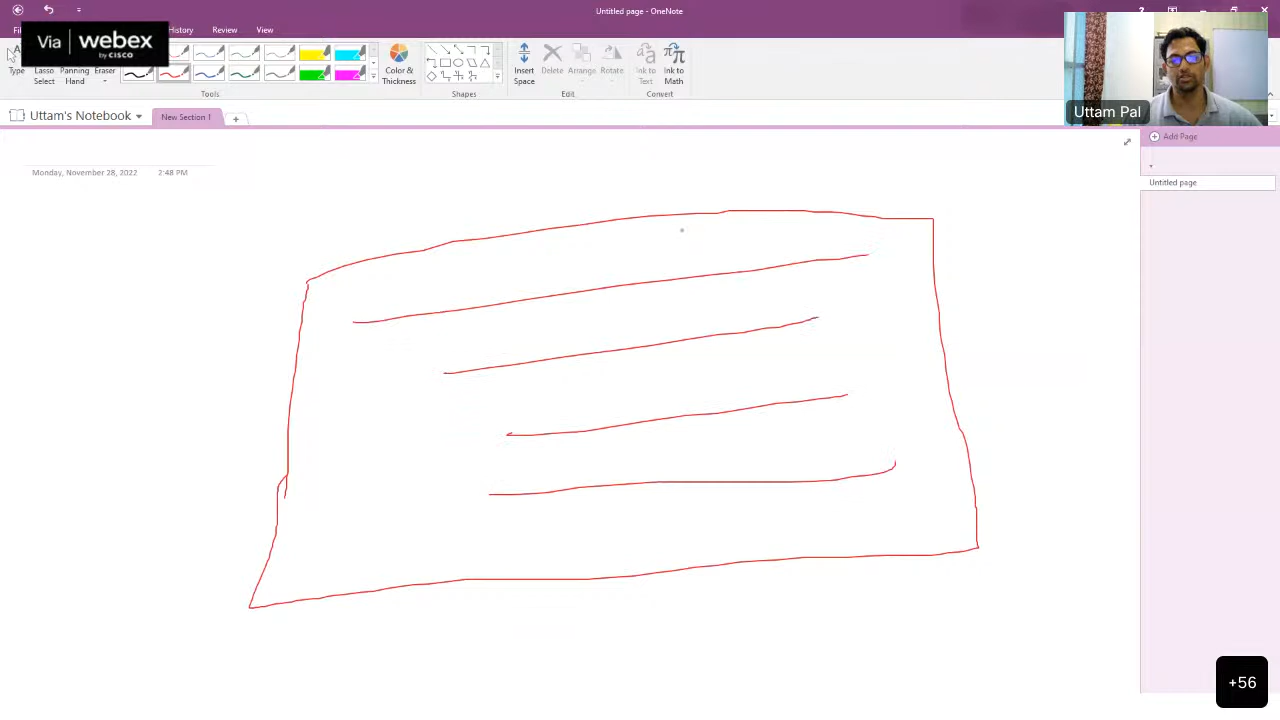 Untitled page - OneNote
Via webex
by CISCO
History Review View
Type Lasso Select Panning Hand Eraser
Color & Thickness
Insert Space Delete Arrange Rotate
Ink to Text Ink to Math
Tools Shapes Edit Convert
Uttam Pal
Uttam's Notebook New Section 1
Add Page
Monday, November 28, 2022 2:48 PM
Untitled page
+56